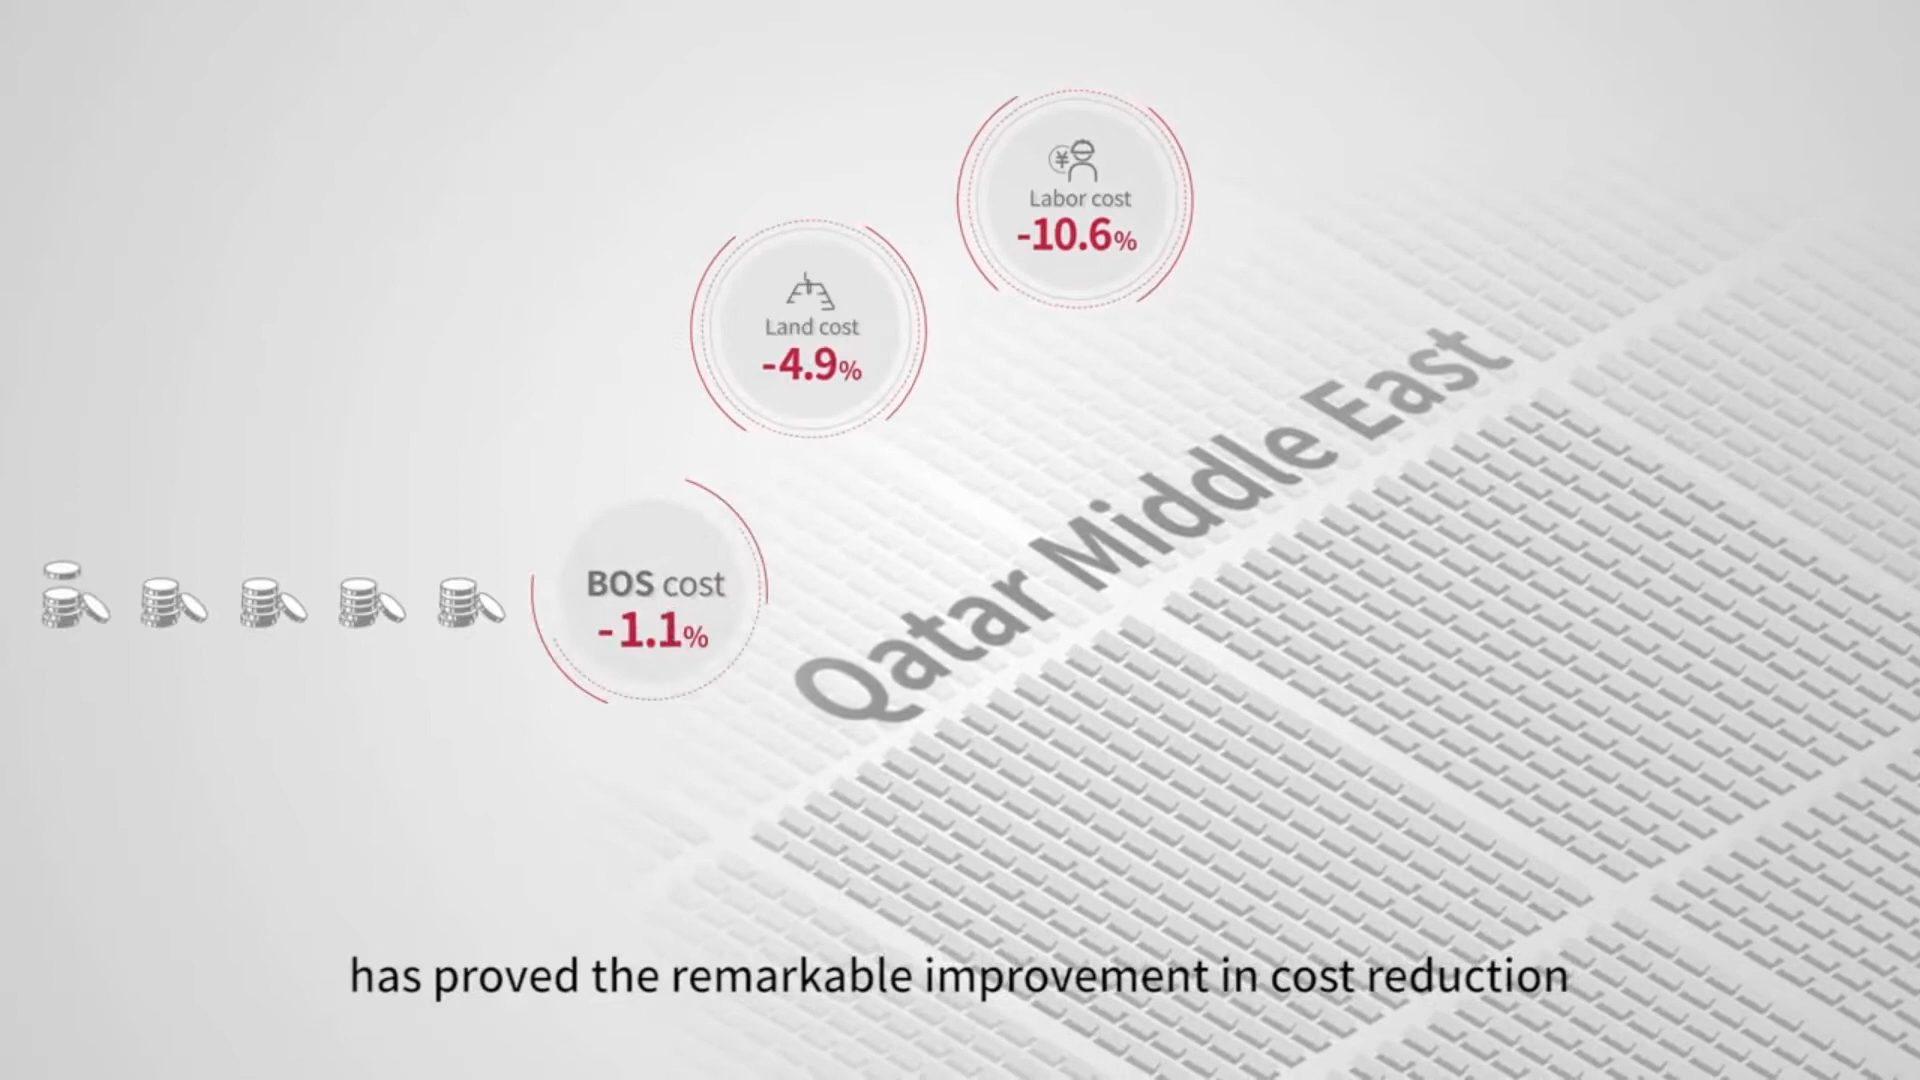 ¥
Labor cost
-10.6%
Land cost
-4.9%
BOS cost
-1.1%
Qatar Middle East
has proved the remarkable improvement in cost reduction